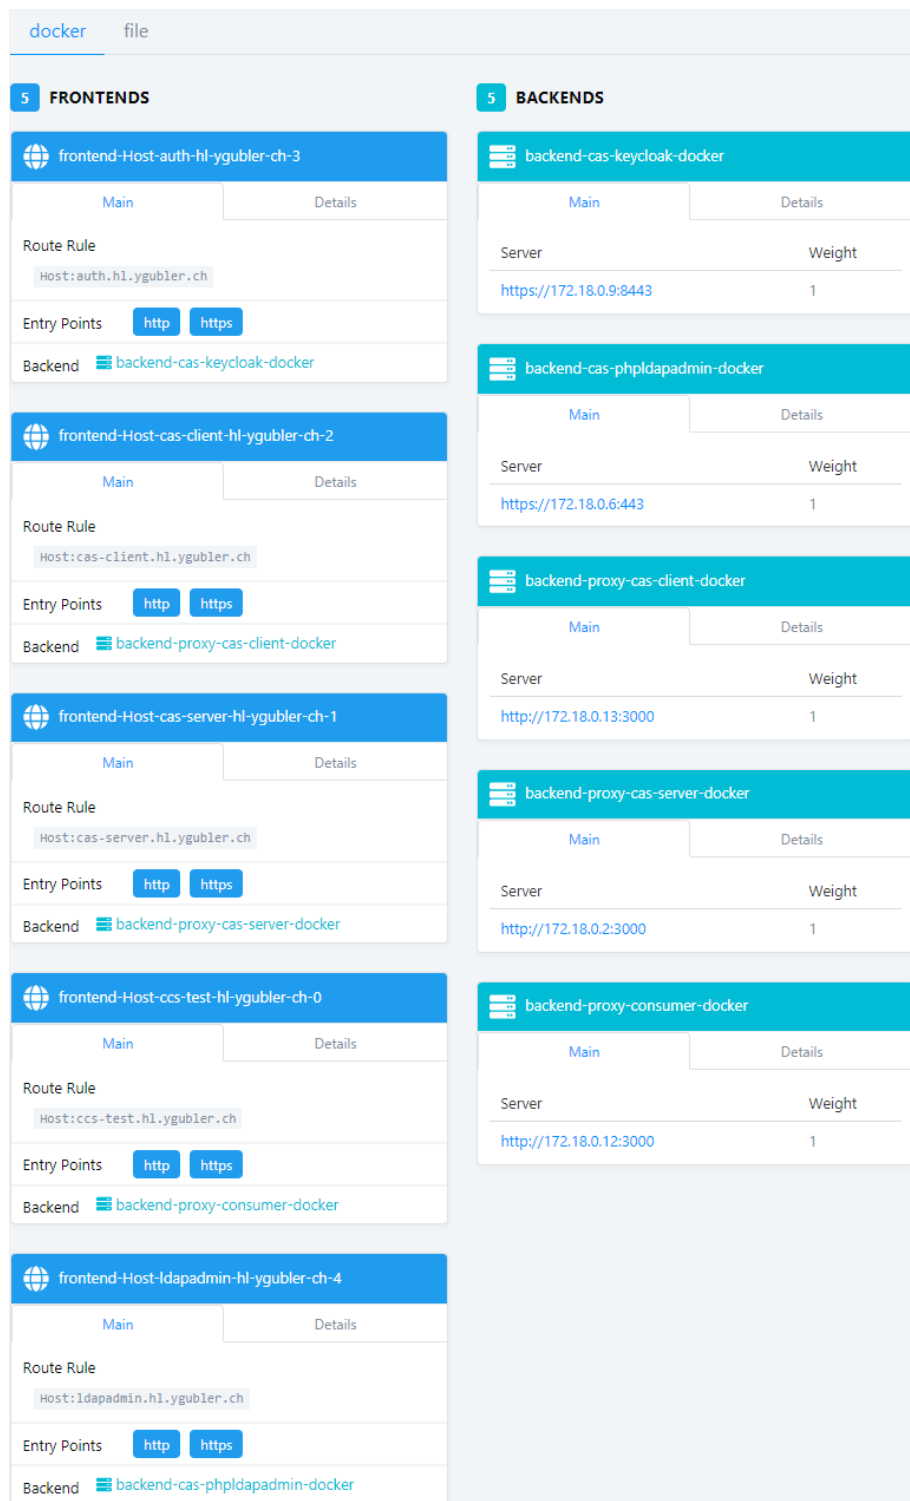 docker file
5 FRONTENDS
frontend-Host-auth-hl-ygubler-ch-3
Main Details
Route Rule
Host:auth.hl.ygubler.ch
Entry Points http https
Backend backend-cas-keycloak-docker
frontend-Host-cas-client-hl-ygubler-ch-2
Main Details
Route Rule
Host:cas-client.hl.ygubler.ch
Entry Points http https
Backend backend-proxy-cas-client-docker
frontend-Host-cas-server-hl-ygubler-ch-1
Main Details
Route Rule
Host:cas-server.hl.ygubler.ch
Entry Points http https
Backend backend-proxy-cas-server-docker
frontend-Host-ccs-test-hl-ygubler-ch-0
Main Details
Route Rule
Host:ccs-test.hl.ygubler.ch
Entry Points http https
Backend backend-proxy-consumer-docker
frontend-Host-ldapadmin-hl-ygubler-ch-4
Main Details
Route Rule
Host:ldapadmin.hl.ygubler.ch
Entry Points http https
Backend backend-cas-phpldapadmin-docker
5 BACKENDS
backend-cas-keycloak-docker
Main Details
Server Weight
https://172.18.0.9:8443 1
backend-cas-phpldapadmin-docker
Main Details
Server Weight
https://172.18.0.6:443 1
backend-proxy-cas-client-docker
Main Details
Server Weight
http://172.18.0.13:3000 1
backend-proxy-cas-server-docker
Main Details
Server Weight
http://172.18.0.2:3000 1
backend-proxy-consumer-docker
Main Details
Server Weight
http://172.18.0.12:3000 1